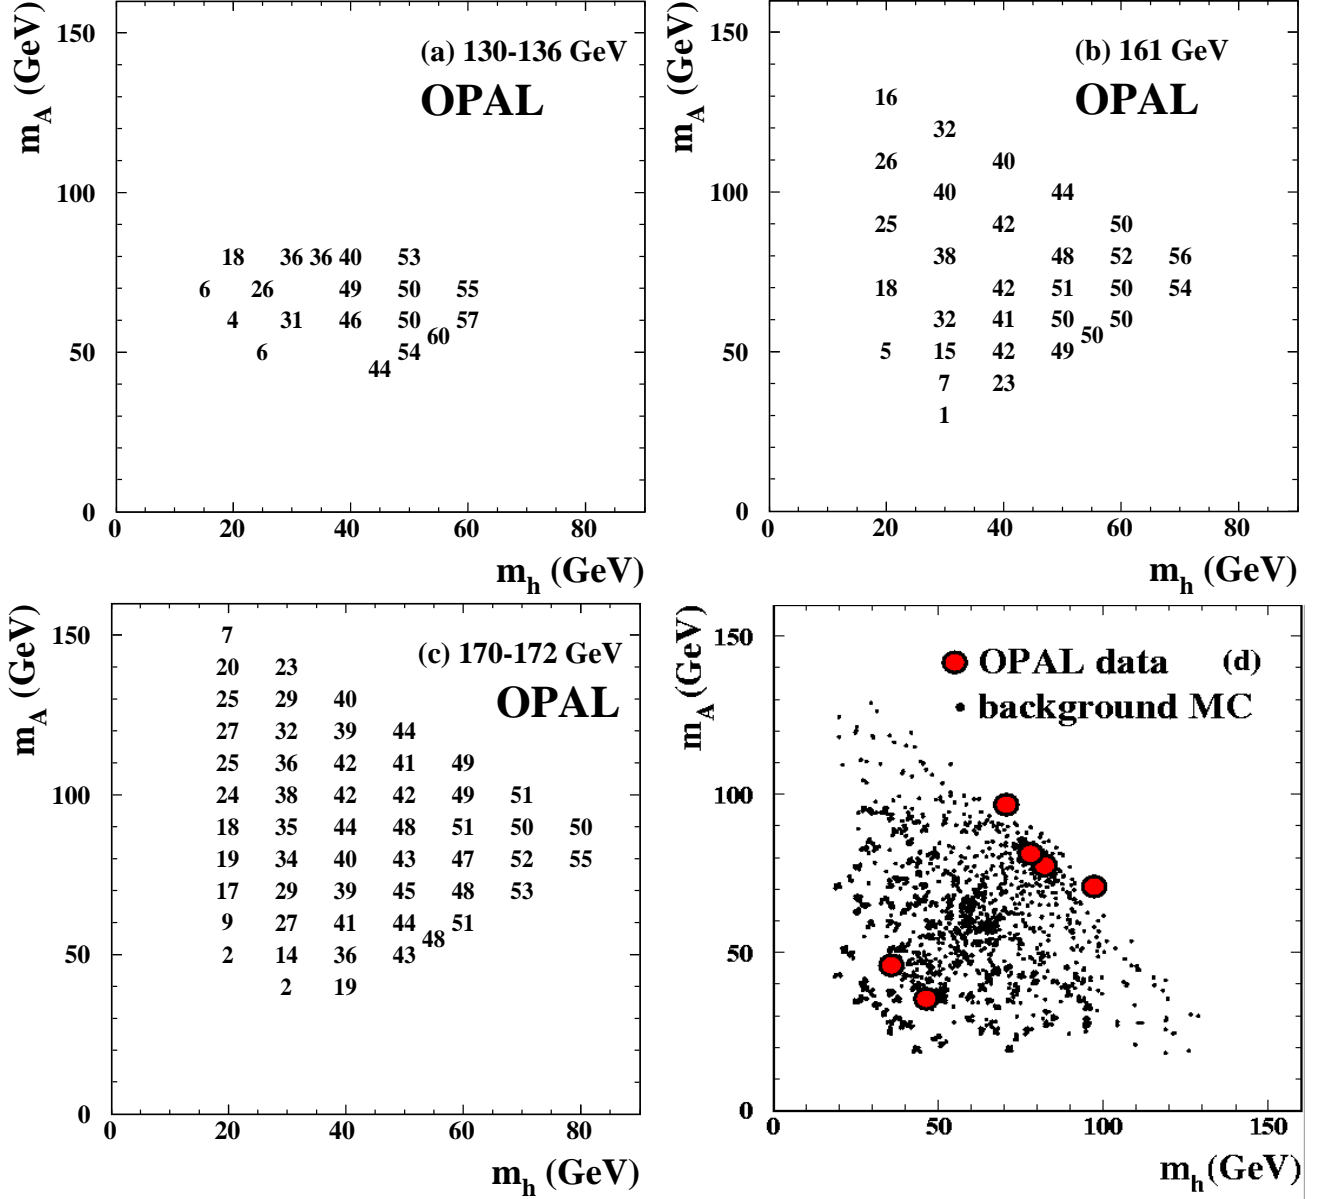 m_A (GeV)
150
(a) 130-136 GeV
OPAL
100
18 36 36 40 53
6 26 49 50 55
4 31 46 50 57
60
50
6 54
44
0
0 20 40 60 80
m_h (GeV)
m_A (GeV)
150
(b) 161 GeV
16
OPAL
32
26 40
100
40 44
25 42 50
38 48 52 56
18 42 51 50 54
32 41 50 50
50
50
5 15 42 49
7 23
1
0
0 20 40 60 80
m_h (GeV)
m_A (GeV)
150
7
(c) 170-172 GeV
20 23
25 29 40
OPAL
27 32 39 44
25 36 42 41 49
100
24 38 42 42 49 51
18 35 44 48 51 50 50
19 34 40 43 47 52 55
17 29 39 45 48 53
9 27 41 44 51
48
50
2 14 36 43
2 19
0
0 20 40 60 80
m_h (GeV)
m_A (GeV)
150
OPAL data (d)
background MC
100
50
0
0 50 100 150
m_h (GeV)